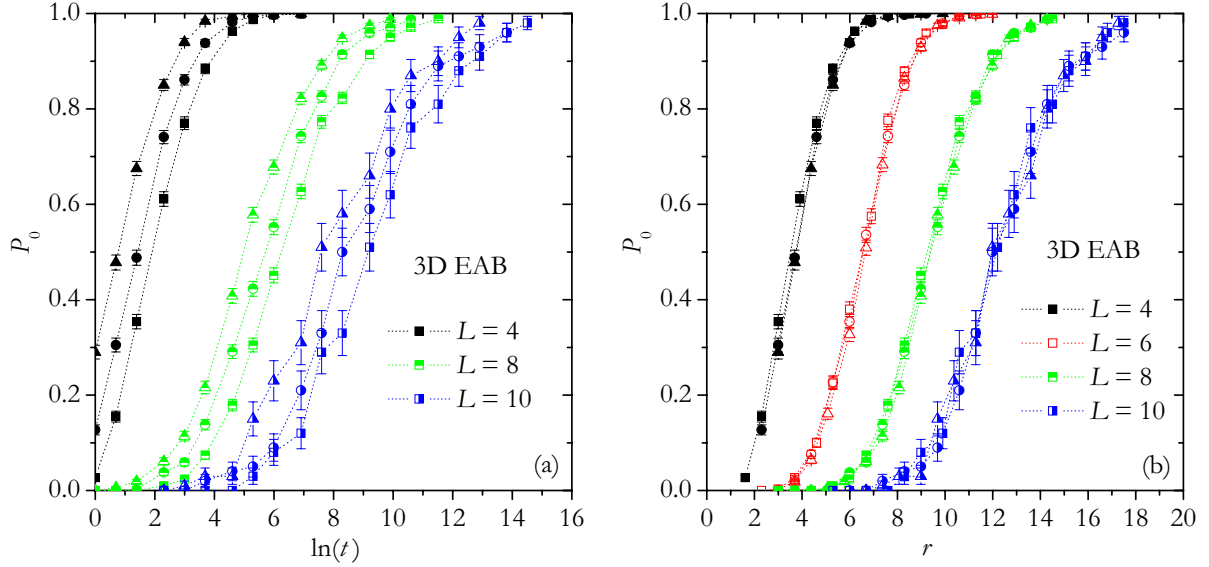 1.0
0.8
0.6
0.4
0.2
0.0
P0
3D EAB
L = 4
L = 8
L = 10
(a)
0 2 4 6 8 10 12 14 16
ln(t)
1.0
0.8
0.6
0.4
0.2
0.0
P0
3D EAB
L = 4
L = 6
L = 8
L = 10
(b)
0 2 4 6 8 10 12 14 16 18 20
r